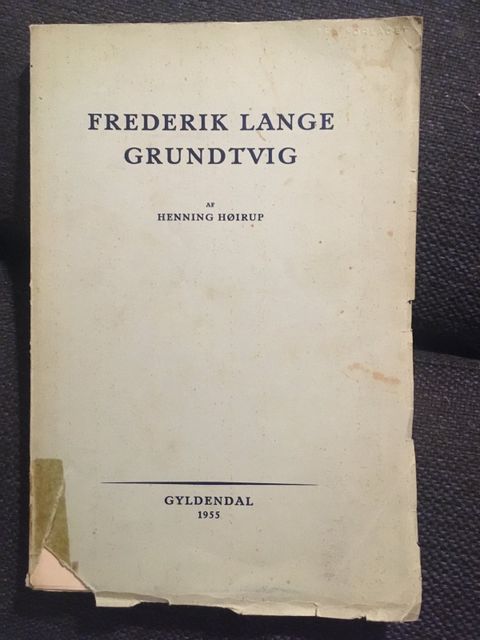 FREDERIK LANGE
GRUNDTVIG
AF
HENNING HØIRUP
GYLDENDAL
1955